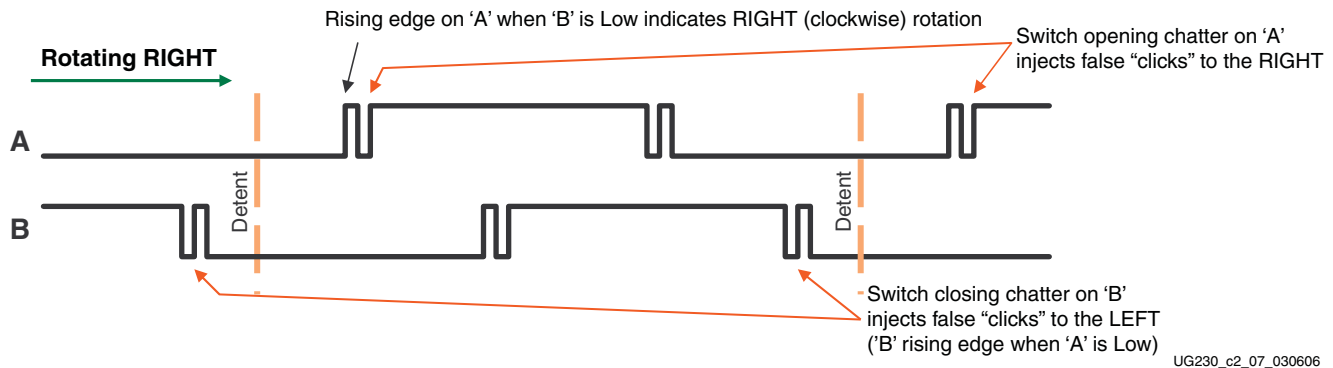 Rising edge on ‘A’ when ‘B’ is Low indicates RIGHT (clockwise) rotation
Rotating RIGHT
Switch opening chatter on ‘A’
injects false “clicks” to the RIGHT
A
Detent
Detent
B
Switch closing chatter on ‘B’
injects false “clicks” to the LEFT
(’B’ rising edge when ‘A’ is Low)
UG230_c2_07_030606